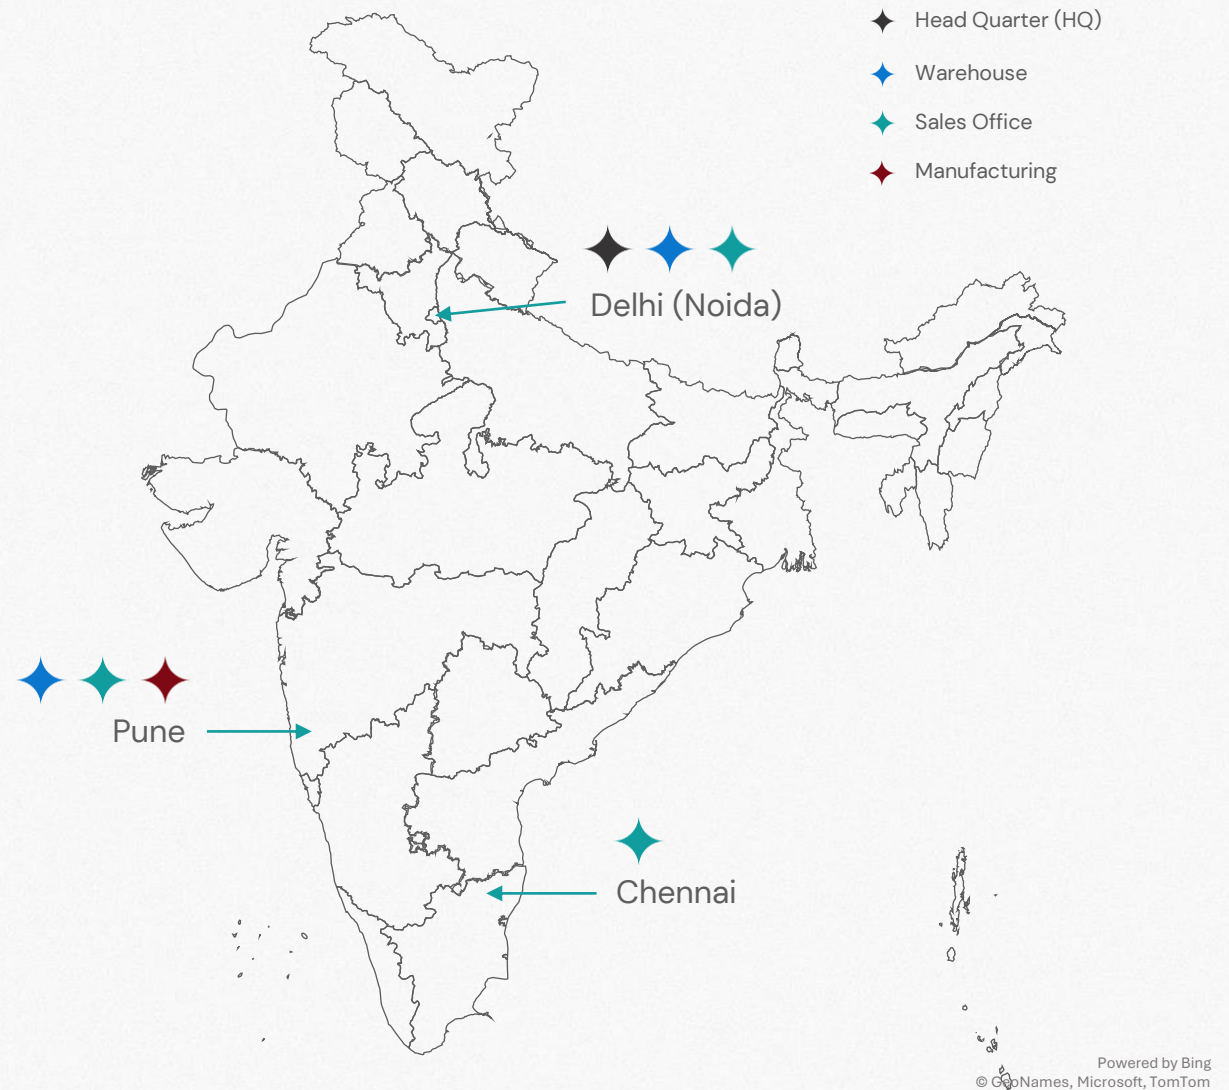 Head Quarter (HQ)
Warehouse
Sales Office
Manufacturing
Delhi (Noida)
Pune
Chennai
Powered by Bing
© GeoNames, Microsoft, TomTom